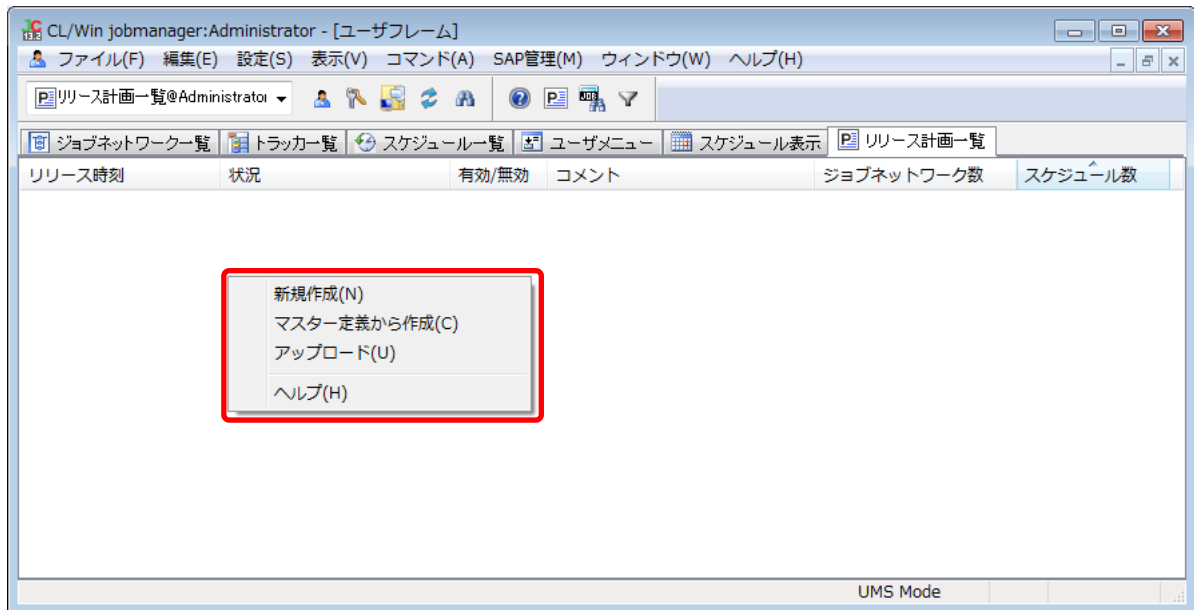 CL/Win jobmanager:Administrator - [ユーザフレーム]
ファイル(F) 編集(E) 設定(S) 表示(V) コマンド(A) SAP管理(M) ウィンドウ(W) ヘルプ(H)
リリース計画一覧@Administrator
ジョブネットワーク一覧 トラッカ一覧 スケジュール一覧 ユーザメニュー スケジュール表示 リリース計画一覧
リリース時刻 状況 有効/無効 コメント ジョブネットワーク数 スケジュール数
新規作成(N)
マスター定義から作成(C)
アップロード(U)
ヘルプ(H)
UMS Mode